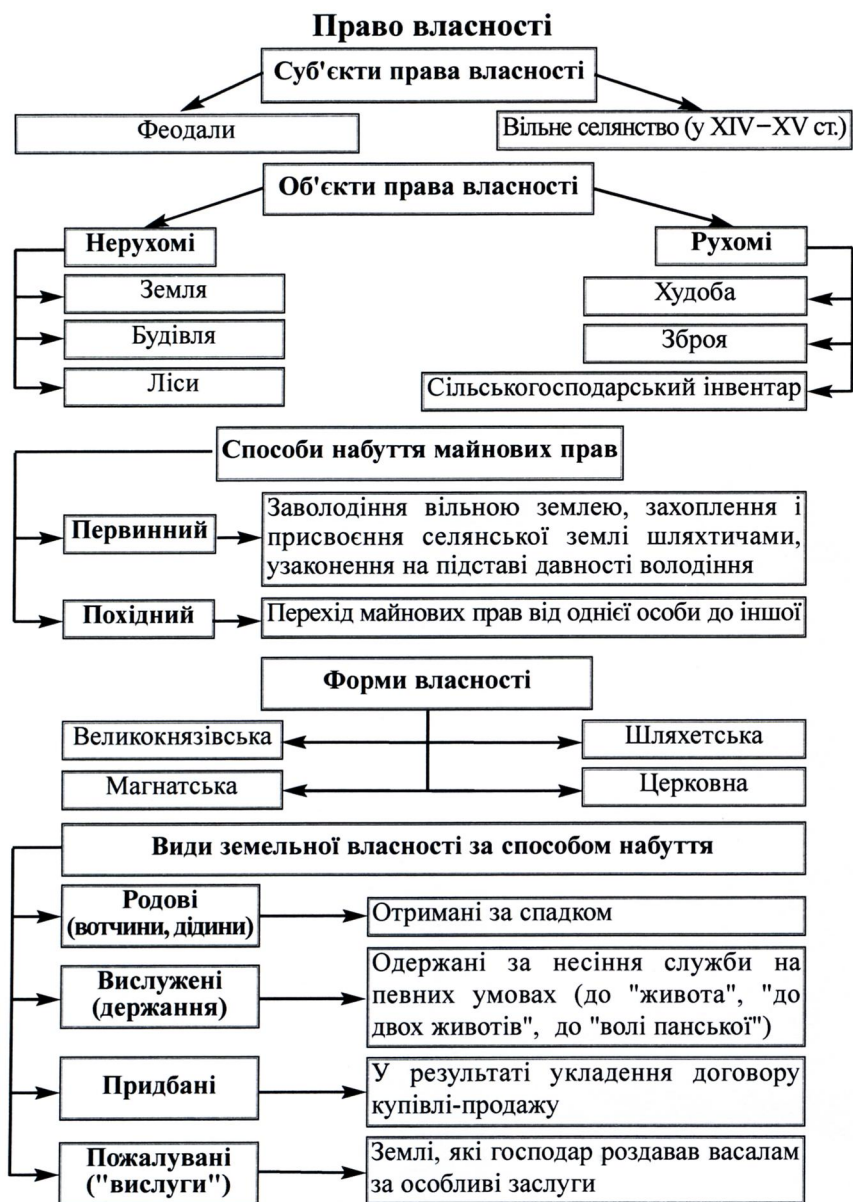 Право власності
Суб'єкти права власності
Феодали
Вільне селянство (у XIV–XV ст.)
Об'єкти права власності
Нерухомі
Рухомі
Земля
Худоба
Будівля
Зброя
Ліси
Сільськогосподарський інвентар
Способи набуття майнових прав
Первинний
Заволодіння вільною землею, захоплення і
присвоєння селянської землі шляхтичами,
узаконення на підставі давності володіння
Похідний
Перехід майнових прав від однієї особи до іншої
Форми власності
Великокнязівська
Шляхетська
Магнатська
Церковна
Види земельної власності за способом набуття
Родові
(вотчини, дідини)
Отримані за спадком
Вислужені
(держання)
Одержані за несіння служби на
певних умовах (до "живота", "до
двох животів", до "волі панської")
Придбані
У результаті укладення договору
купівлі-продажу
Пожалувані
("вислуги")
Землі, які господар роздавав васалам
за особливі заслуги